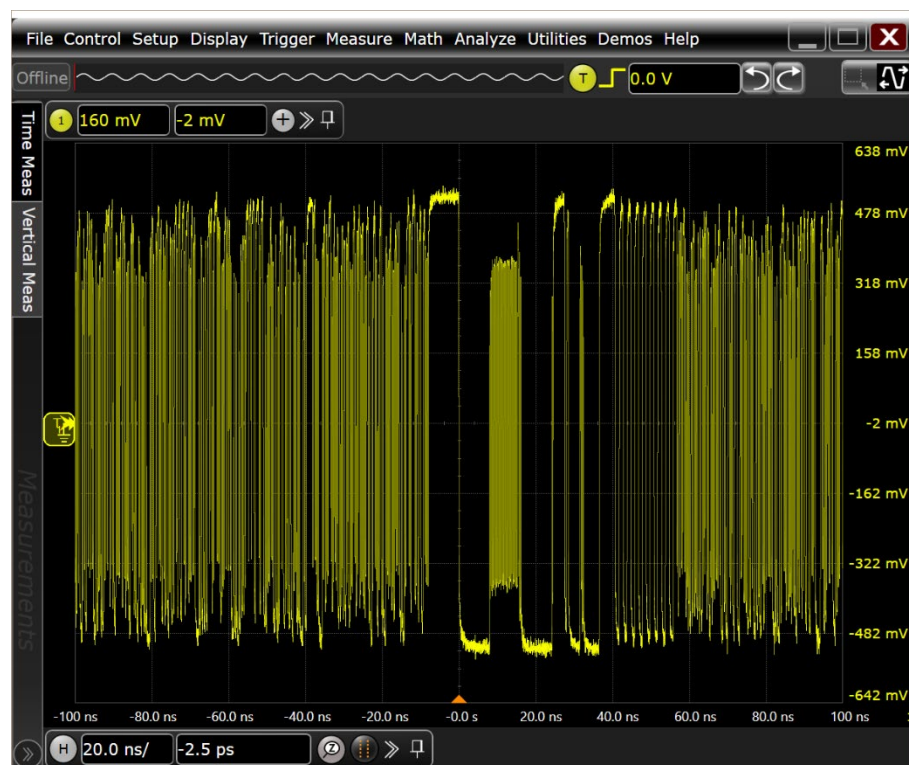 File Control Setup Display Trigger Measure Math Analyze Utilities Demos Help
Offline T 0.0 V
1 160 mV -2 mV
Time Meas
Vertical Meas
Measurements
638 mV
478 mV
318 mV
158 mV
-2 mV
-162 mV
-322 mV
-482 mV
-642 mV
-100 ns -80.0 ns -60.0 ns -40.0 ns -20.0 ns -0.0 s 20.0 ns 40.0 ns 60.0 ns 80.0 ns 100 ns
H 20.0 ns/ -2.5 ps Z